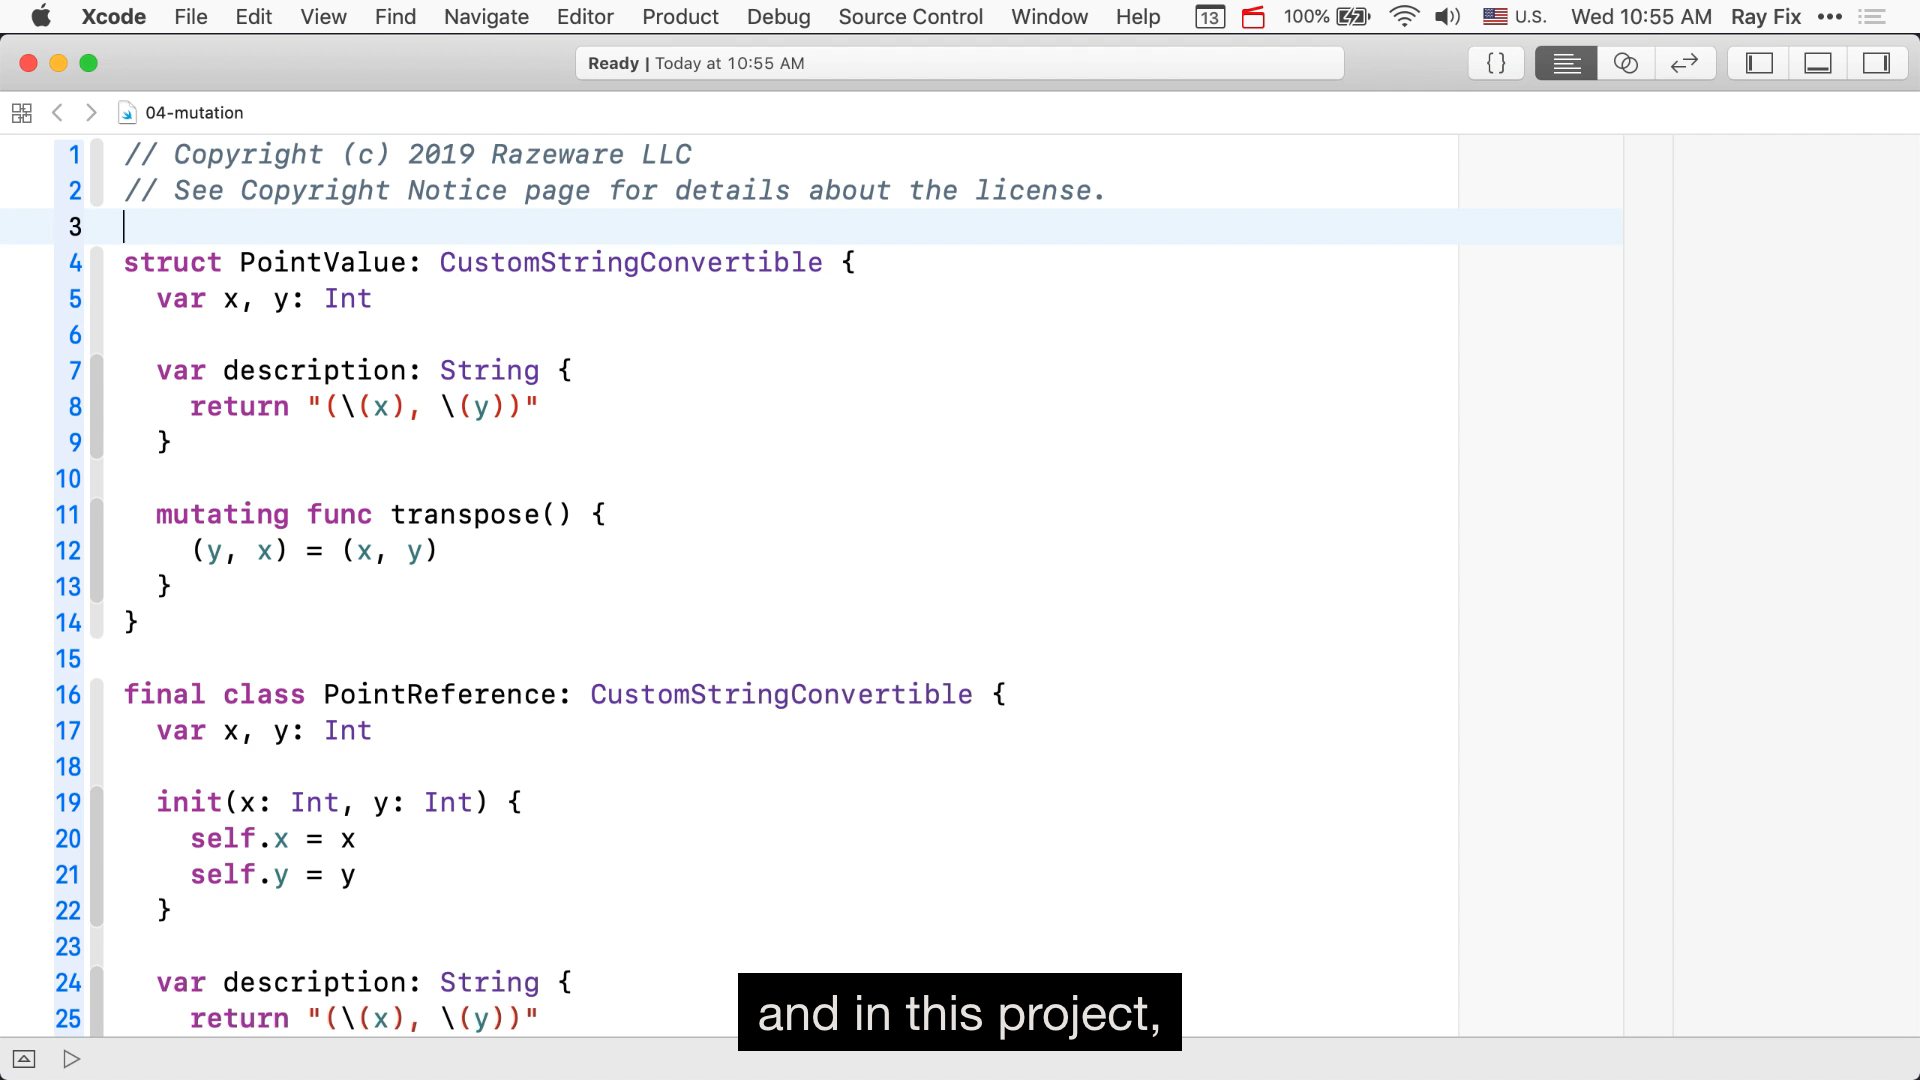 Xcode File Edit View Find Navigate Editor Product Debug Source Control Window Help 13 100% U.S. Wed 10:55 AM Ray Fix
Ready | Today at 10:55 AM
04-mutation
1 // Copyright (c) 2019 Razeware LLC
2 // See Copyright Notice page for details about the license.
3
4 struct PointValue: CustomStringConvertible {
5 var x, y: Int
6
7 var description: String {
8 return "(\(x), \(y))"
9 }
10
11 mutating func transpose() {
12 (y, x) = (x, y)
13 }
14 }
15
16 final class PointReference: CustomStringConvertible {
17 var x, y: Int
18
19 init(x: Int, y: Int) {
20 self.x = x
21 self.y = y
22 }
23
24 var description: String {
25 return "(\(x), \(y))"
and in this project,